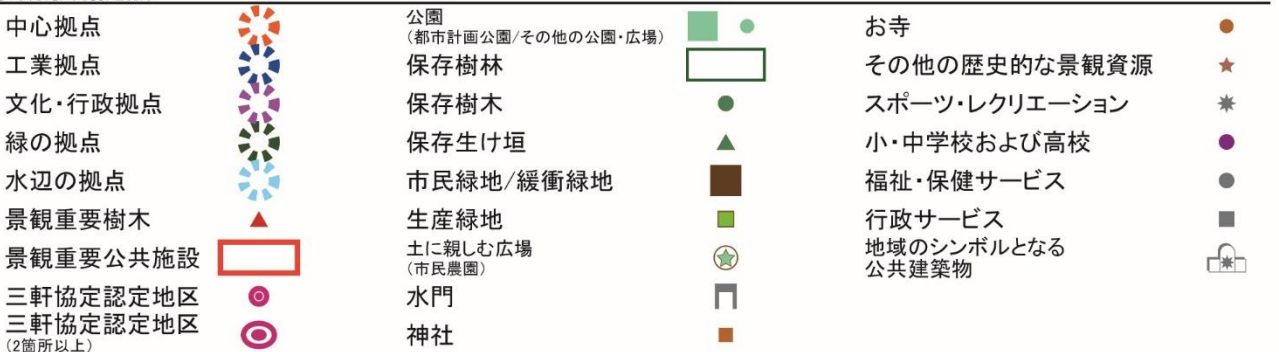 中心拠点
工業拠点
文化・行政拠点
緑の拠点
水辺の拠点
景観重要樹木
景観重要公共施設
三軒協定認定地区
三軒協定認定地区
(2箇所以上)
公園
(都市計画公園/その他の公園・広場)
保存樹林
保存樹木
保存生け垣
市民緑地/緩衝緑地
生産緑地
土に親しむ広場
(市民農園)
水門
神社
お寺
その他の歴史的な景観資源
スポーツ・レクリエーション
小・中学校および高校
福祉・保健サービス
行政サービス
地域のシンボルとなる
公共建築物